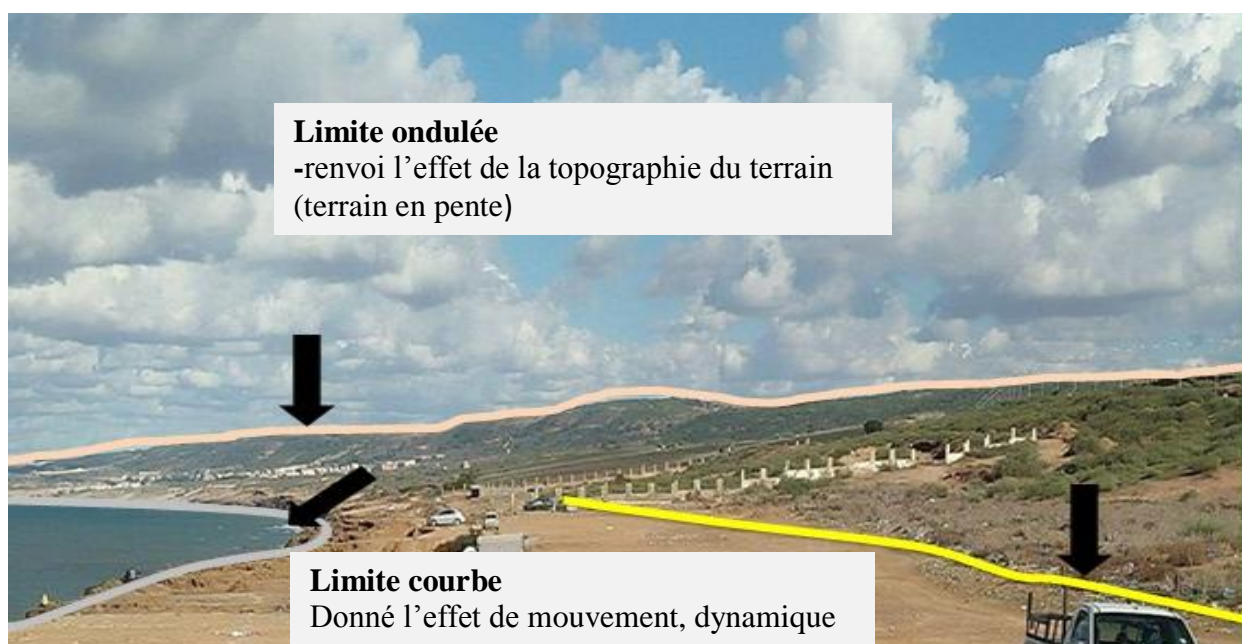 Limite ondulée
-renvoi l’effet de la topographie du terrain
(terrain en pente)
Limite courbe
Donné l’effet de mouvement, dynamique